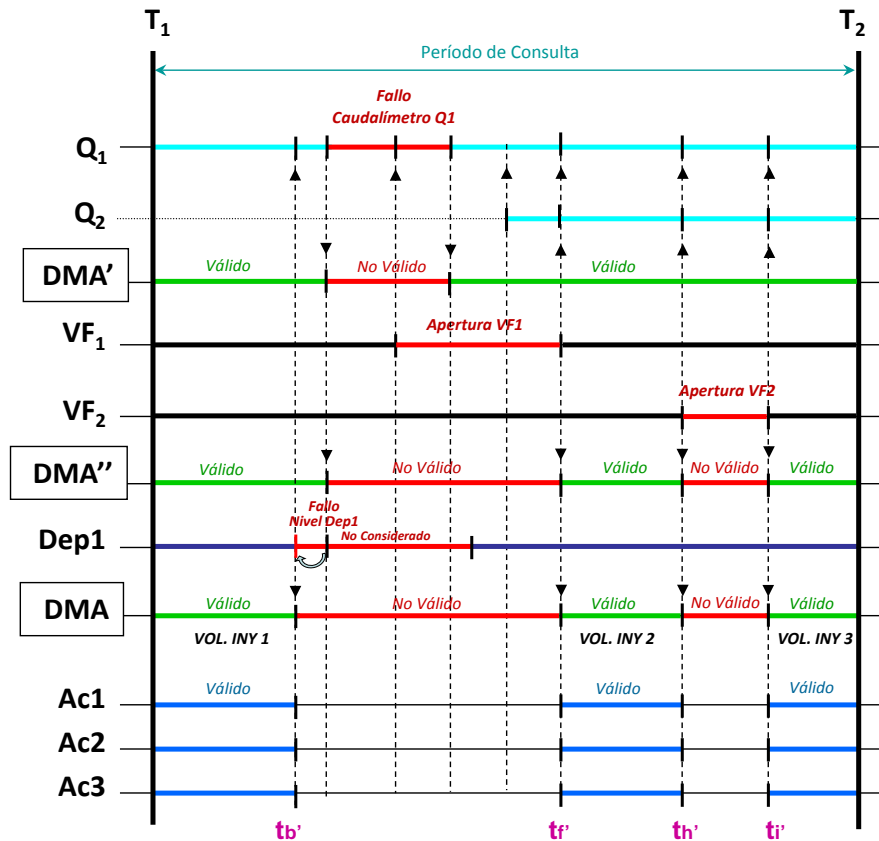 T1 T2
Período de Consulta
Fallo
Caudalímetro Q1
Q1
Q2
DMA' Válido No Válido Válido
VF1 Apertura VF1
VF2 Apertura VF2
DMA'' Válido No Válido Válido No Válido Válido
Fallo
Nivel Dep1
Dep1 No Considerado
DMA Válido No Válido Válido No Válido Válido
VOL. INY 1 VOL. INY 2 VOL. INY 3
Ac1 Válido Válido Válido
Ac2
Ac3
tb' tf' th' ti'